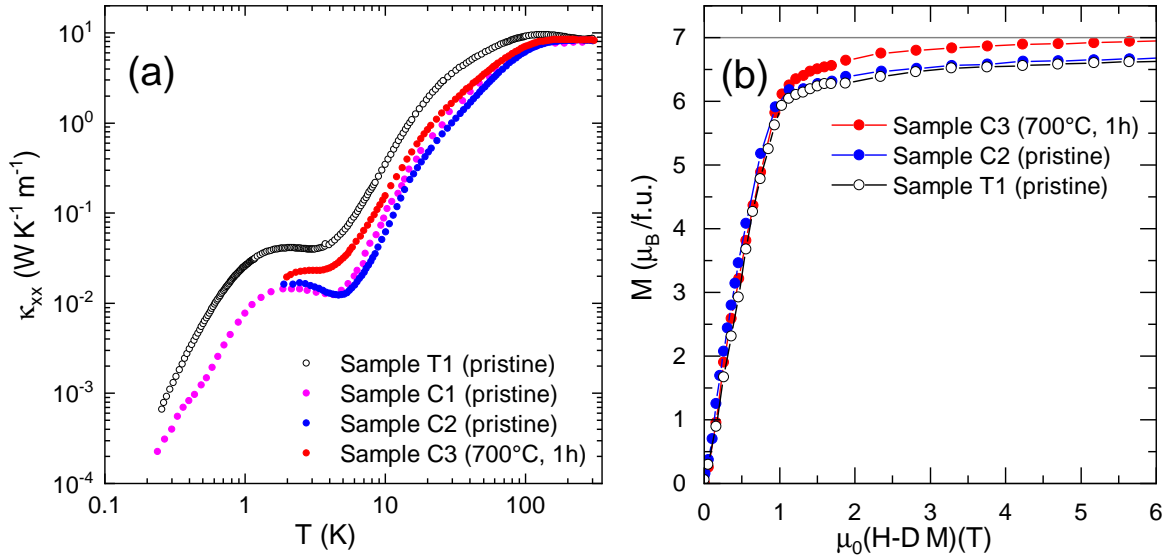 (a)
10¹
10⁰
10⁻¹
10⁻²
10⁻³
10⁻⁴
κxx (W K⁻¹ m⁻¹)
Sample T1 (pristine)
Sample C1 (pristine)
Sample C2 (pristine)
Sample C3 (700°C, 1h)
0.1 1 10 100
T (K)
(b)
7
6
5
4
3
2
1
0
M (μB/f.u.)
Sample C3 (700°C, 1h)
Sample C2 (pristine)
Sample T1 (pristine)
0 1 2 3 4 5 6
μ₀(H-D M)(T)